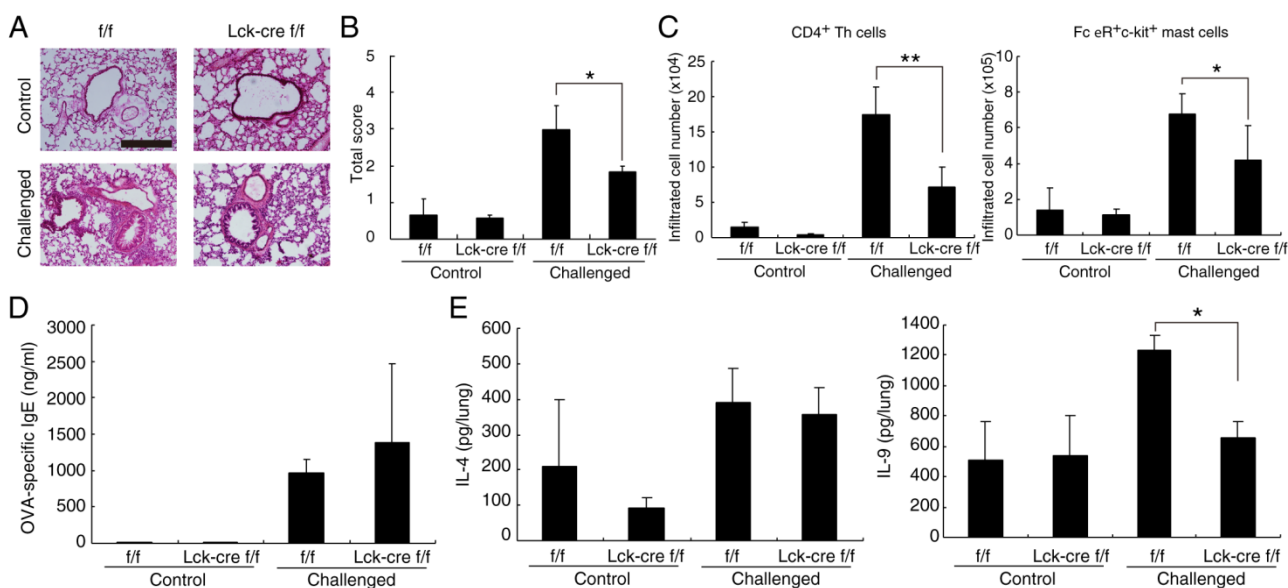 A
f/f
Lck-cre f/f
Control
Challenged
B
Total score
5
4
3
2
1
0
*
f/f
Lck-cre f/f
f/f
Lck-cre f/f
Control
Challenged
C
CD4+ Th cells
Infiltrated cell number (x104)
25
20
15
10
5
0
**
f/f
Lck-cre f/f
f/f
Lck-cre f/f
Control
Challenged
Fc eR+c-kit+ mast cells
Infiltrated cell number (×105)
10
8
6
4
2
0
*
f/f
Lck-cre f/f
f/f
Lck-cre f/f
Control
Challenged
D
OVA-specific IgE (ng/ml)
3000
2500
2000
1500
1000
500
0
f/f
Lck-cre f/f
f/f
Lck-cre f/f
Control
Challenged
E
IL-4 (pg/lung)
600
500
400
300
200
100
0
f/f
Lck-cre f/f
f/f
Lck-cre f/f
Control
Challenged
IL-9 (pg/lung)
1400
1200
1000
800
600
400
200
0
*
f/f
Lck-cre f/f
f/f
Lck-cre f/f
Control
Challenged